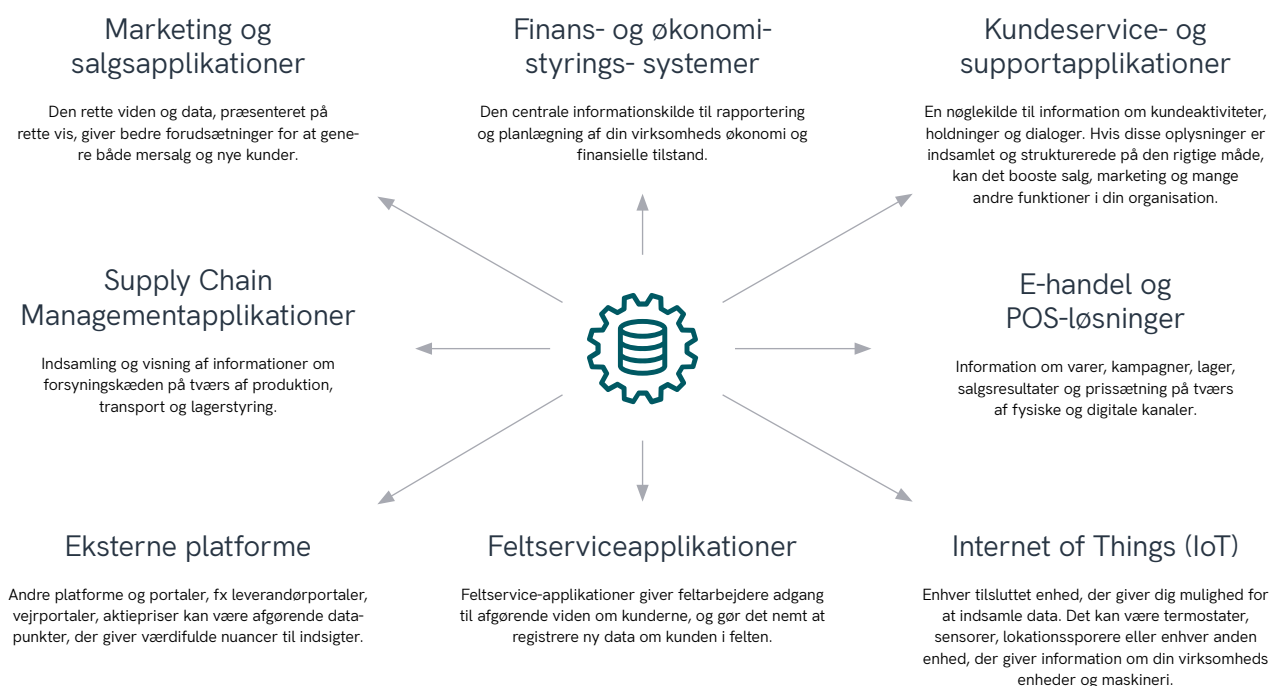 Marketing og
salgsapplikationer
Den rette viden og data, præsenteret på
rette vis, giver bedre forudsætninger for at gene-
re både mersalg og nye kunder.
Finans- og økonomi-
styrings- systemer
Den centrale informationskilde til rapportering
og planlægning af din virksomheds økonomi og
finansielle tilstand.
Kundeservice- og
supportapplikationer
En nøglekilde til information om kundeaktiviteter,
holdninger og dialoger. Hvis disse oplysninger er
indsamlet og strukturerede på den rigtige måde,
kan det booste salg, marketing og mange
andre funktioner i din organisation.
Supply Chain
Managementapplikationer
Indsamling og visning af informationer om
forsyningskæden på tværs af produktion,
transport og lagerstyring.
E-handel og
POS-løsninger
Information om varer, kampagner, lager,
salgsresultater og prissætning på tværs
af fysiske og digitale kanaler.
Eksterne platforme
Andre platforme og portaler, fx leverandørportaler,
vejrportaler, aktiepriser kan være afgørende data-
punkter, der giver værdifulde nuancer til indsigter.
Feltserviceapplikationer
Feltservice-applikationer giver feltarbejdere adgang
til afgørende viden om kunderne, og gør det nemt at
registrere ny data om kunden i felten.
Internet of Things (IoT)
Enhver tilsluttet enhed, der giver dig mulighed for
at indsamle data. Det kan være termostater,
sensorer, lokationssporere eller enhver anden
enhed, der giver information om din virksomheds
enheder og maskineri.